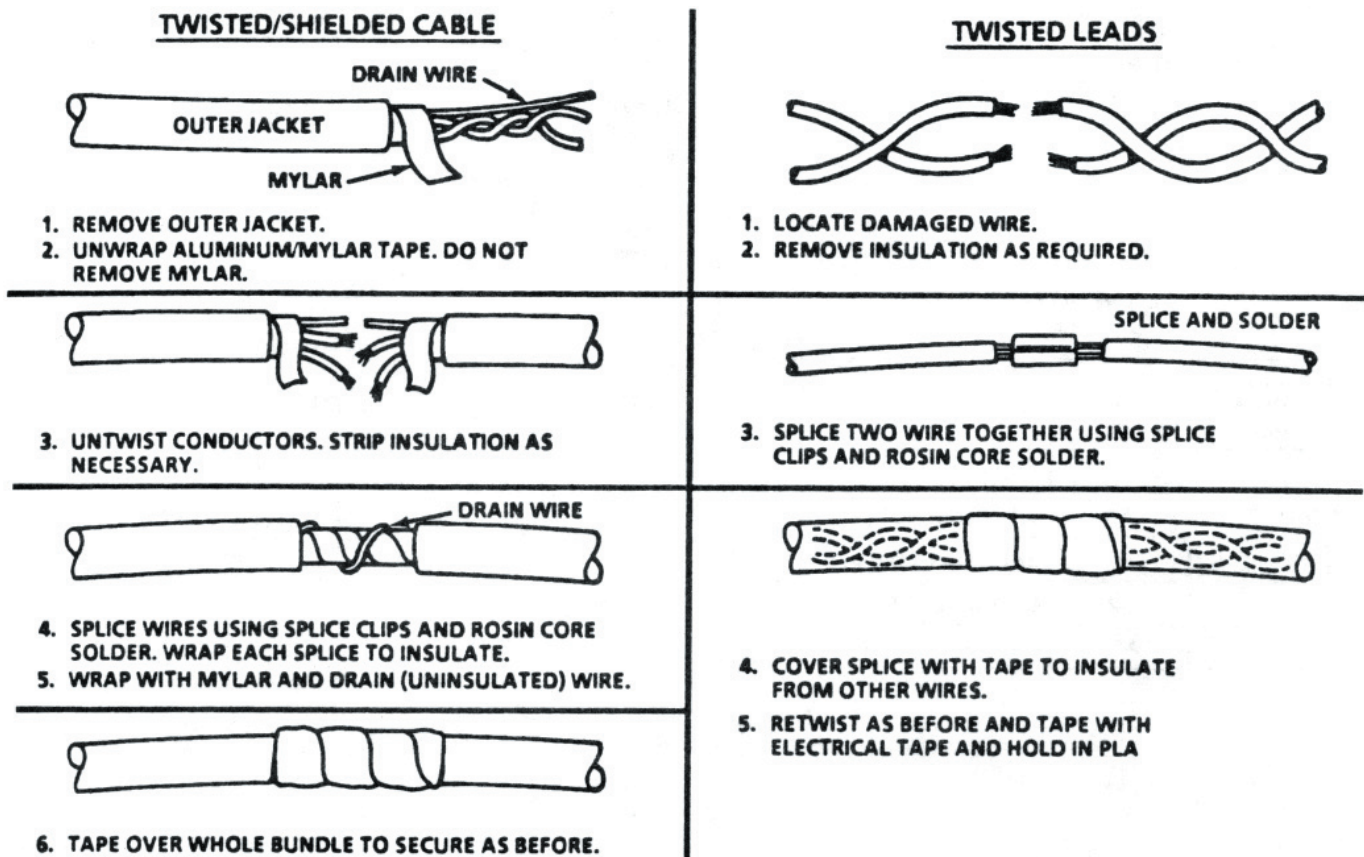 TWISTED/SHIELDED CABLE
DRAIN WIRE
OUTER JACKET
MYLAR
1. REMOVE OUTER JACKET.
2. UNWRAP ALUMINUM/MYLAR TAPE. DO NOT
REMOVE MYLAR.
3. UNTWIST CONDUCTORS. STRIP INSULATION AS
NECESSARY.
DRAIN WIRE
4. SPLICE WIRES USING SPLICE CLIPS AND ROSIN CORE
SOLDER. WRAP EACH SPLICE TO INSULATE.
5. WRAP WITH MYLAR AND DRAIN (UNINSULATED) WIRE.
6. TAPE OVER WHOLE BUNDLE TO SECURE AS BEFORE.
TWISTED LEADS
1. LOCATE DAMAGED WIRE.
2. REMOVE INSULATION AS REQUIRED.
SPLICE AND SOLDER
3. SPLICE TWO WIRE TOGETHER USING SPLICE
CLIPS AND ROSIN CORE SOLDER.
4. COVER SPLICE WITH TAPE TO INSULATE
FROM OTHER WIRES.
5. RETWIST AS BEFORE AND TAPE WITH
ELECTRICAL TAPE AND HOLD IN PLA